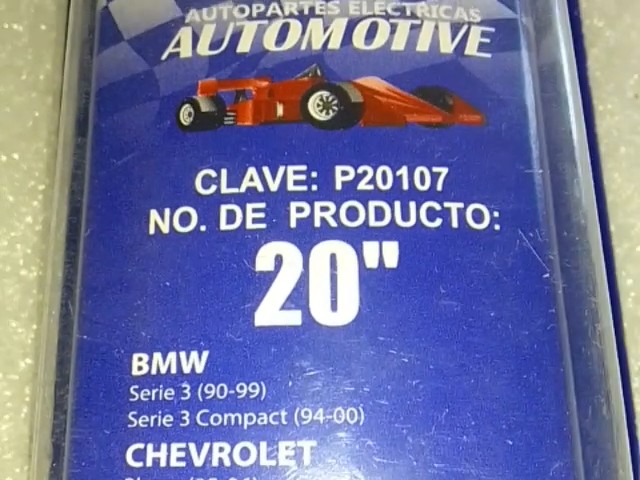 AUTOPARTES ELECTRICAS
AUTOMOTIVE
CLAVE: P20107
NO. DE PRODUCTO:
20"
BMW
Serie 3 (90-99)
Serie 3 Compact (94-00)
CHEVROLET